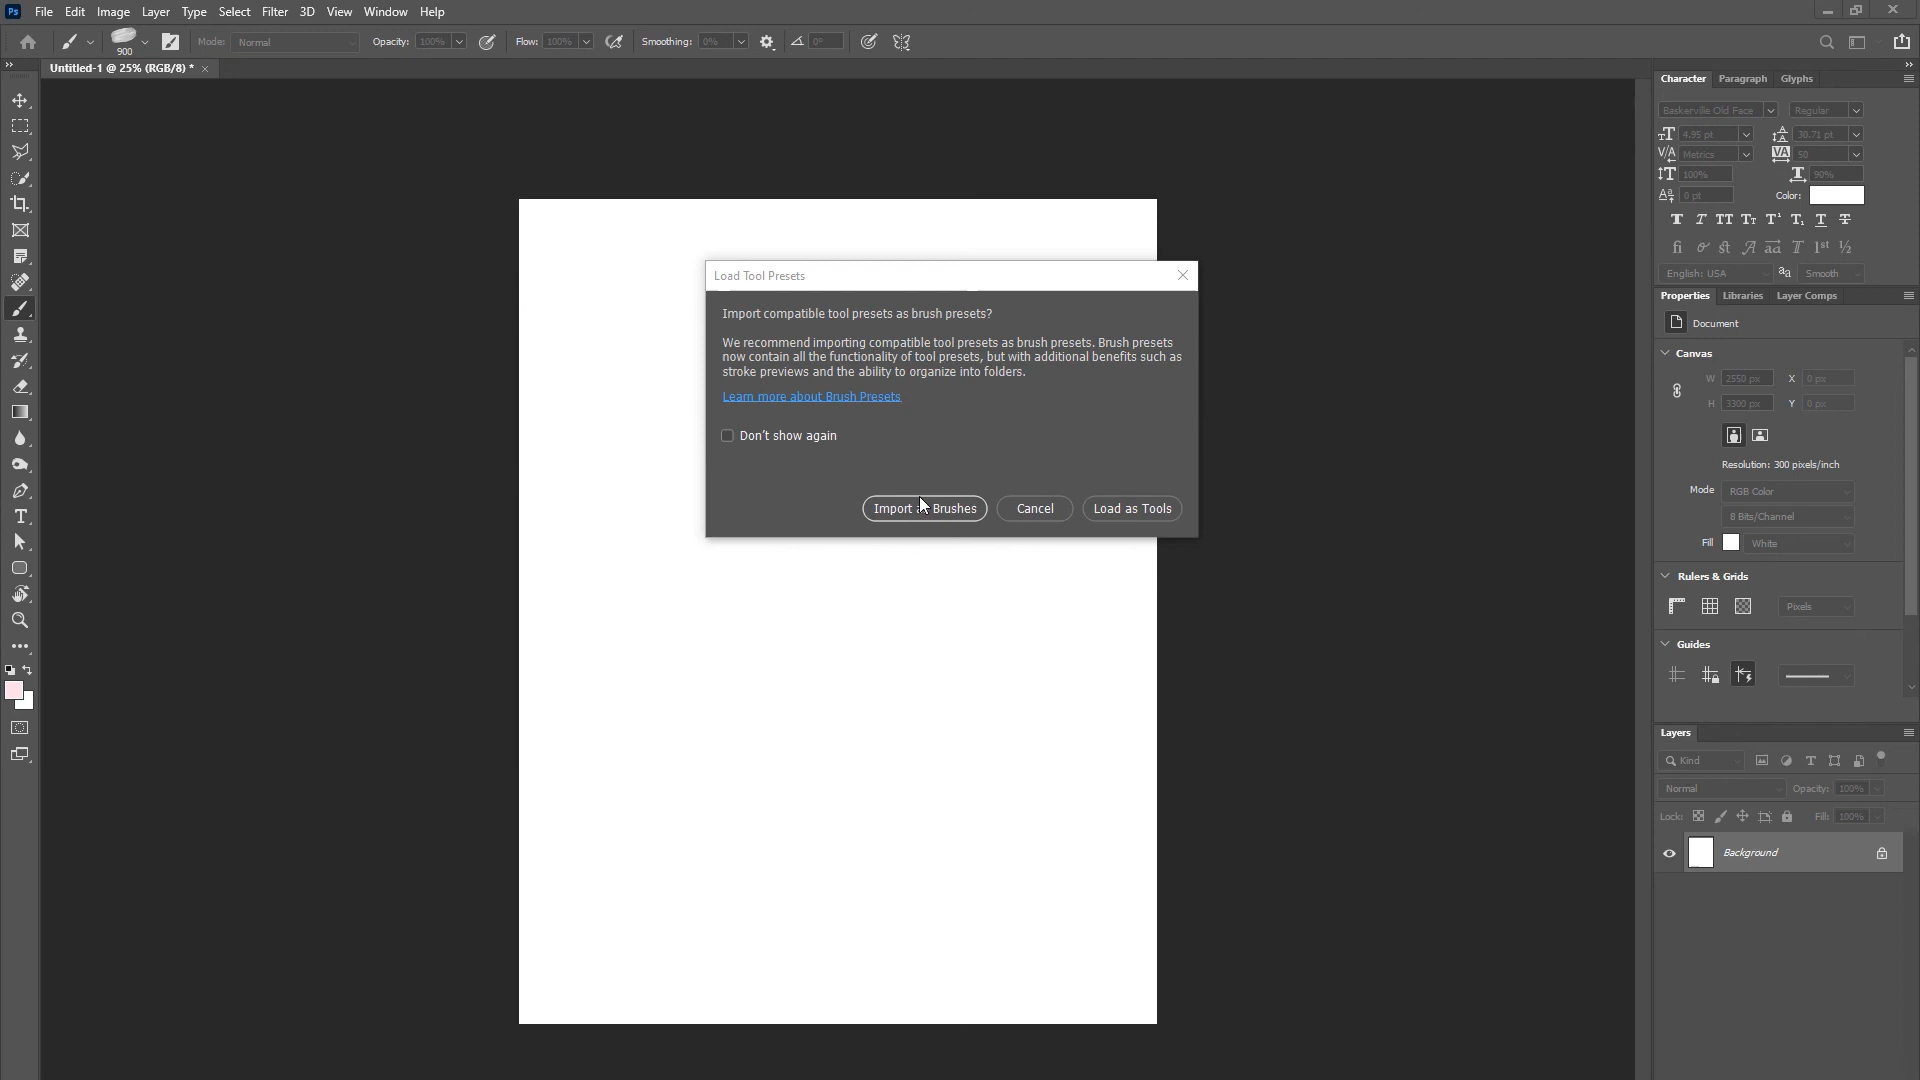 Ps File Edit Image Layer Type Select Filter 3D View Window Help
900 Mode: Normal Opacity: 100% Flow: 100% Smoothing: 0% 0°
Untitled-1 @ 25% (RGB/8) * ×
Character Paragraph Glyphs
Baskerville Old Face Regular
4.95 pt 30.71 pt
Metrics 50
100% 90%
0 pt Color:
English: USA Smooth
Properties Libraries Layer Comps
Document
Canvas
W 2550 px X 0 px
H 3300 px Y 0 px
Resolution: 300 pixels/inch
Mode RGB Color
8 Bits/Channel
Fill White
Rulers & Grids
Pixels
Guides
Layers
Kind
Normal Opacity: 100%
Lock: Fill: 100%
Background
Load Tool Presets
Import compatible tool presets as brush presets?
We recommend importing compatible tool presets as brush presets. Brush presets
now contain all the functionality of tool presets, but with additional benefits such as
stroke previews and the ability to organize into folders.
Learn more about Brush Presets
Don't show again
Import as Brushes Cancel Load as Tools